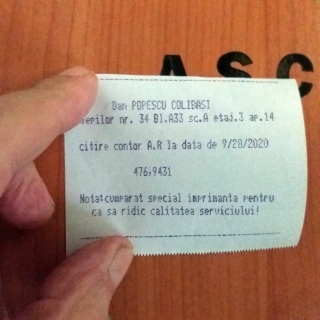 ASC
Dan POPESCU COLIBASI
nr. 34 Bl.A33 sc.A etaj.3 ap.14
citire contor A.R la data de 9/28/2020
476,9431
Nota:cumparat special imprimanta pentru
ca sa ridic calitatea serviciului!